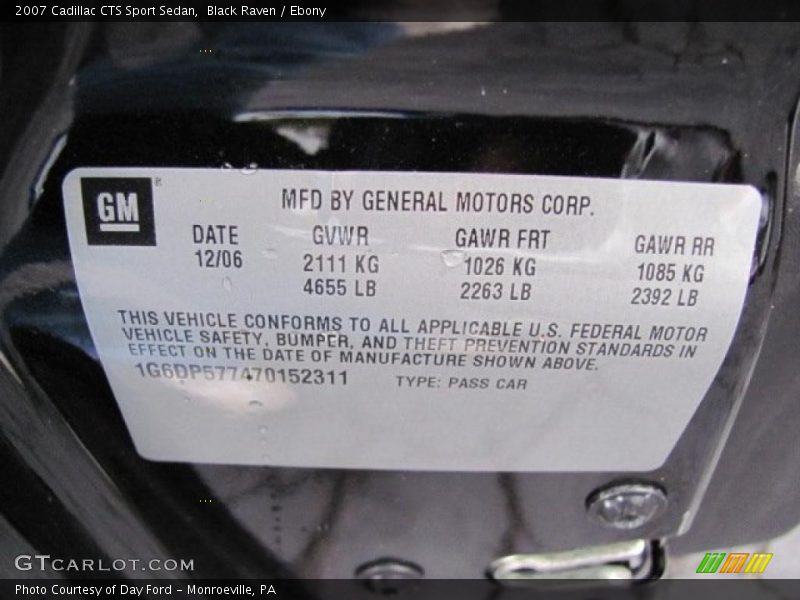 2007 Cadillac CTS Sport Sedan, Black Raven / Ebony
GM ®
MFD BY GENERAL MOTORS CORP.
DATE GVWR GAWR FRT GAWR RR
12/06 2111 KG 1026 KG 1085 KG
4655 LB 2263 LB 2392 LB
THIS VEHICLE CONFORMS TO ALL APPLICABLE U.S. FEDERAL MOTOR
VEHICLE SAFETY, BUMPER, AND THEFT PREVENTION STANDARDS IN
EFFECT ON THE DATE OF MANUFACTURE SHOWN ABOVE.
1G6DP577470152311 TYPE: PASS CAR
GTCARLOT.COM
Photo Courtesy of Day Ford – Monroeville, PA